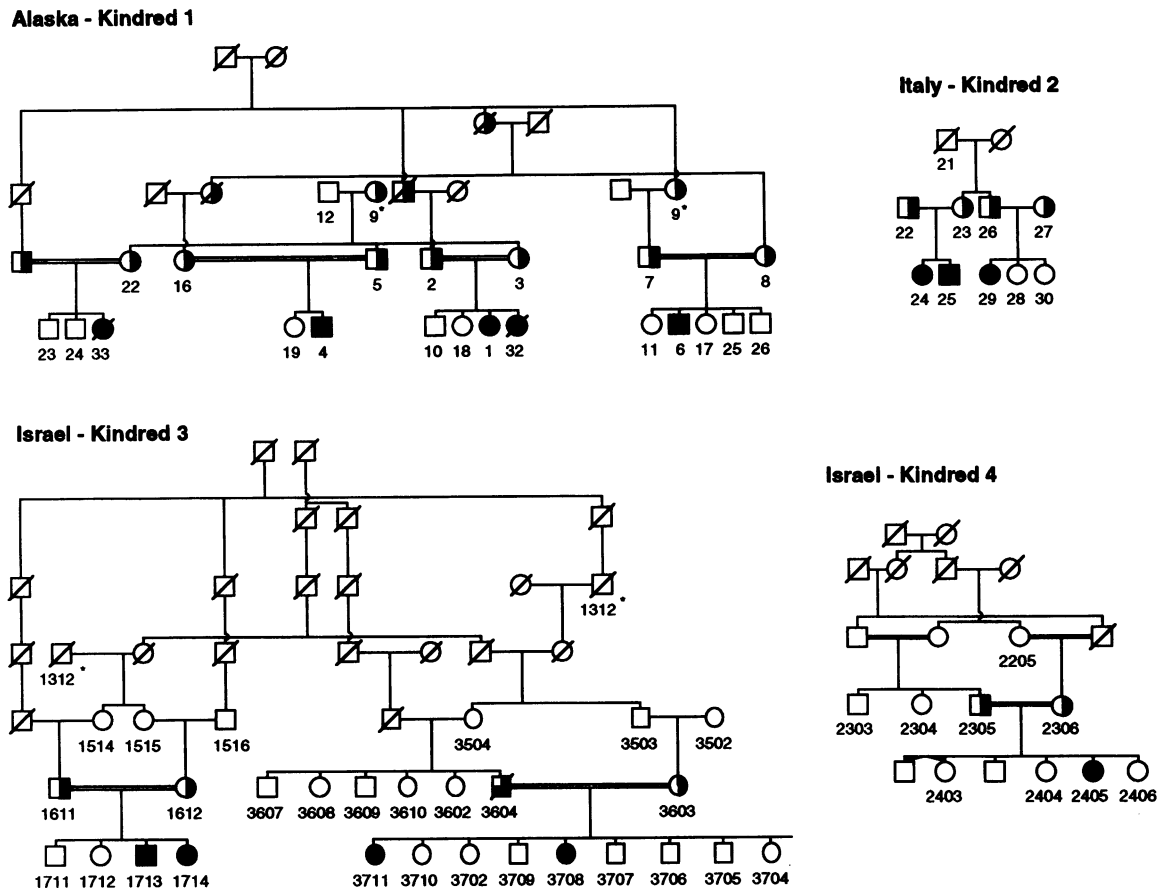 Alaska - Kindred 1
Italy - Kindred 2
21
12 9* 9*
22 23 26 27
22 16 5 2 3 7 8
24 25 29 28 30
23 24 33 19 4 10 18 1 32 11 6 17 25 26
Israel - Kindred 3
Israel - Kindred 4
1312*
1312*
2205
1514 1515 1516 3504 3503 3502
2303 2304 2305 2306
1611 1612 3607 3608 3609 3610 3602 3604 3603
2403 2404 2405 2406
1711 1712 1713 1714 3711 3710 3702 3709 3708 3707 3706 3705 3704